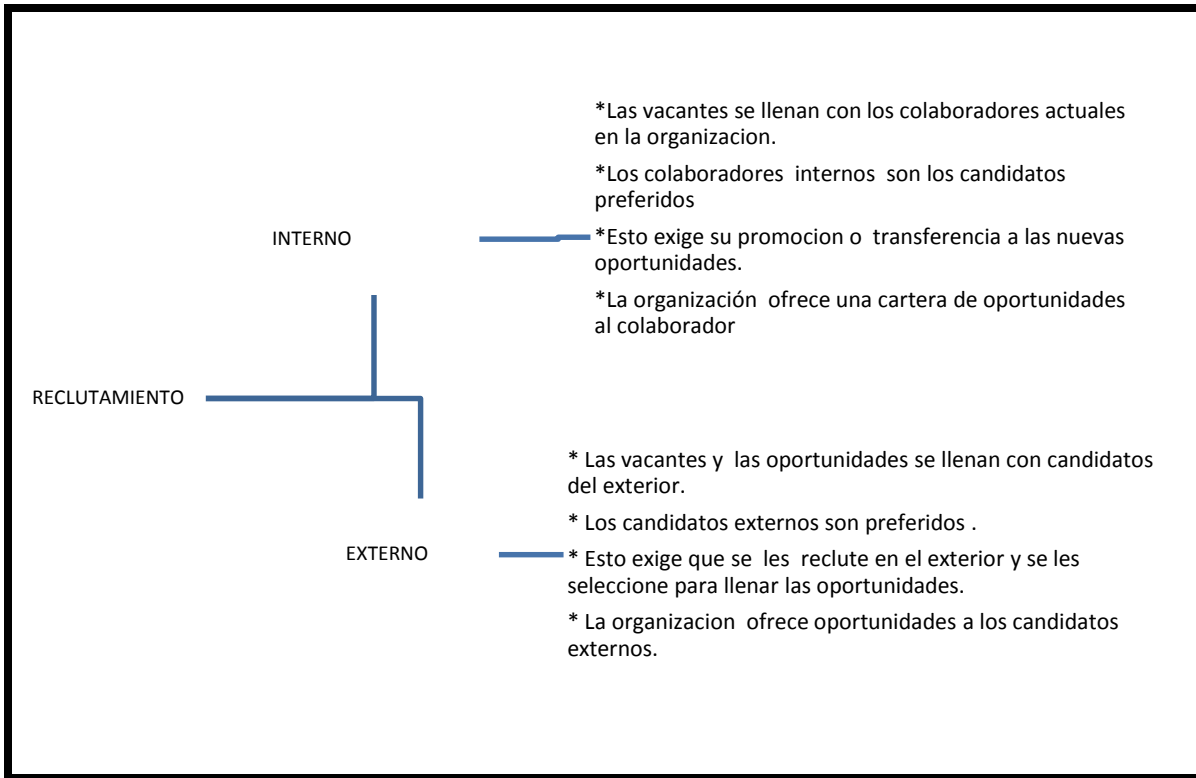 *Las vacantes se llenan con los colaboradores actuales
en la organizacion.
*Los colaboradores internos son los candidatos
preferidos
INTERNO
*Esto exige su promocion o transferencia a las nuevas
oportunidades.
*La organización ofrece una cartera de oportunidades
al colaborador
RECLUTAMIENTO
* Las vacantes y las oportunidades se llenan con candidatos
del exterior.
* Los candidatos externos son preferidos .
EXTERNO
* Esto exige que se les reclute en el exterior y se les
seleccione para llenar las oportunidades.
* La organizacion ofrece oportunidades a los candidatos
externos.